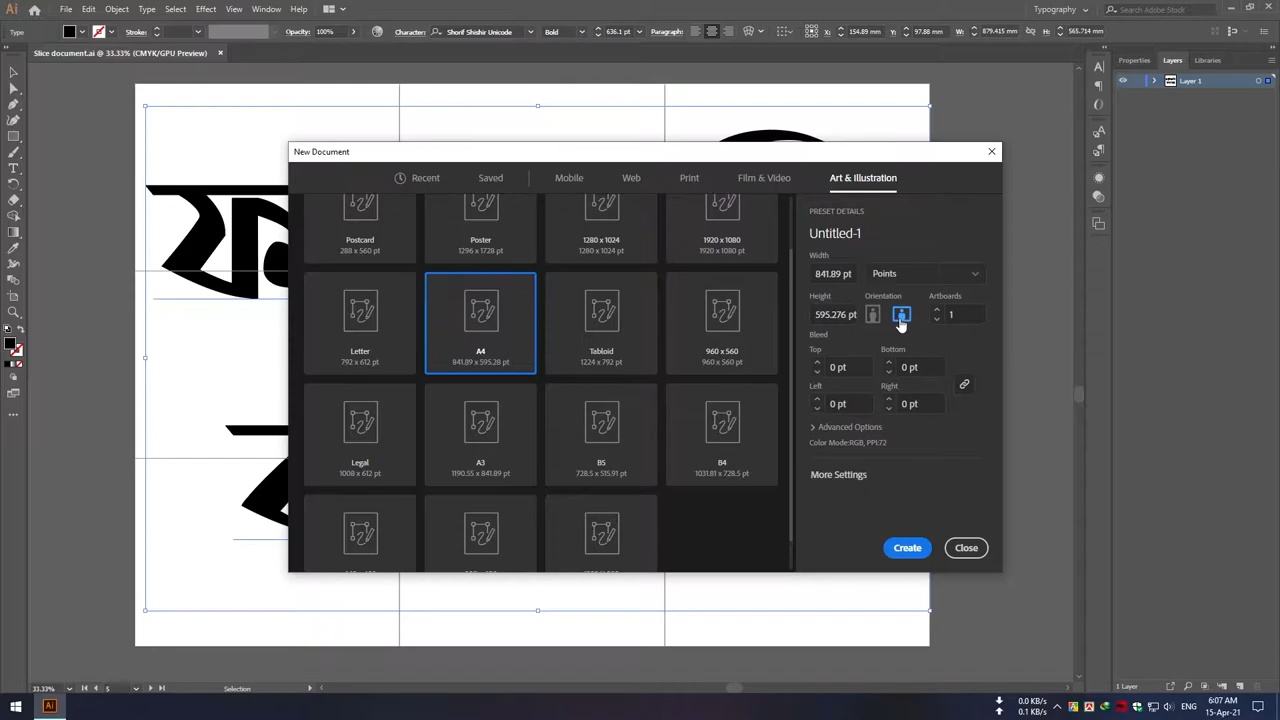 File Edit Object Type Select Effect View Window Help
Typography
Search Adobe Stock
Type
Stroke:
Opacity: 100%
Character: Shorif Shishir Unicode Bold 636.1 pt
Paragraph:
X: 154.89 mm Y: 97.88 mm W: 879.415 mm H: 565.714 mm
Slice document.ai @ 33.33% (CMYK/GPU Preview) ×
Properties Layers Libraries
Layer 1
New Document
Recent Saved Mobile Web Print Film & Video Art & Illustration
Postcard
288 x 560 pt
Poster
1296 x 1728 pt
1280 x 1024
1280 x 1024 pt
1920 x 1080
1920 x 1080 pt
Letter
792 x 612 pt
A4
841.89 x 595.28 pt
Tabloid
1224 x 792 pt
960 x 560
960 x 560 pt
Legal
1008 x 612 pt
A3
1190.55 x 841.89 pt
B5
728.5 x 515.91 pt
B4
1031.81 x 728.5 pt
PRESET DETAILS
Untitled-1
Width
841.89 pt Points
Height Orientation Artboards
595.276 pt 1
Bleed
Top Bottom
0 pt 0 pt
Left Right
0 pt 0 pt
Advanced Options
Color Mode:RGB, PPI:72
More Settings
Create Close
33.33% 5 Selection
1 Layer
0.0 KB/s
0.1 KB/s
ENG
6:07 AM
15-Apr-21